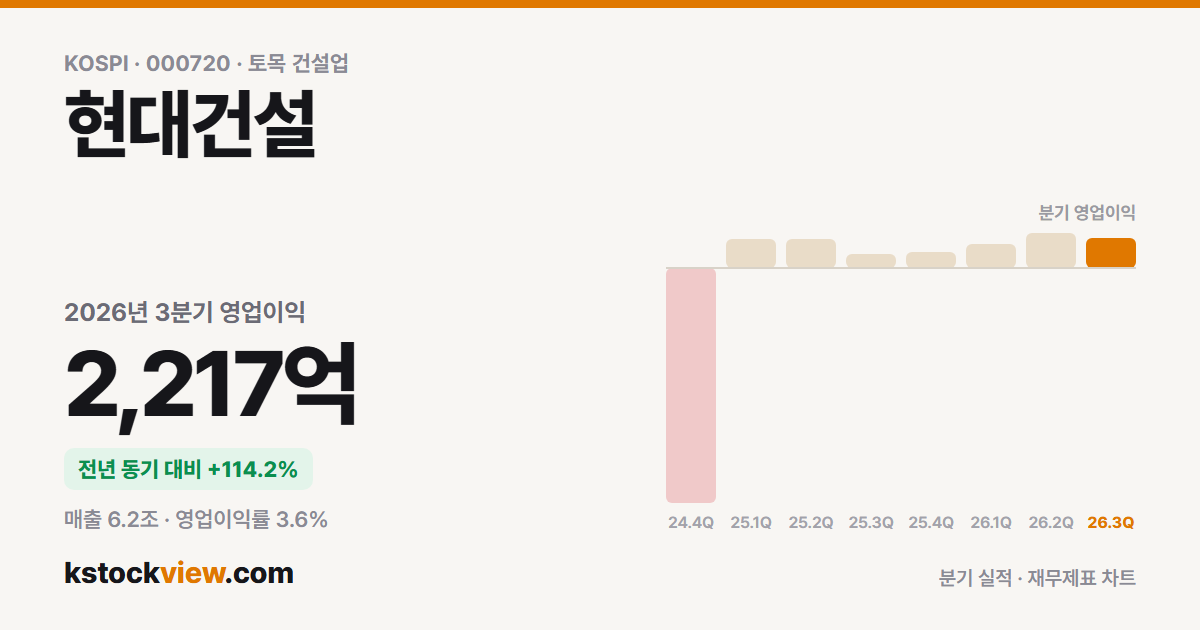 KOSPI · 000720 · 토목 건설업
현대건설
분기 영업이익
2026년 3분기 영업이익
2,217억
전년 동기 대비 +114.2%
매출 6.2조 · 영업이익률 3.6%
24.4Q 25.1Q 25.2Q 25.3Q 25.4Q 26.1Q 26.2Q 26.3Q
kstockview.com
분기 실적 · 재무제표 차트